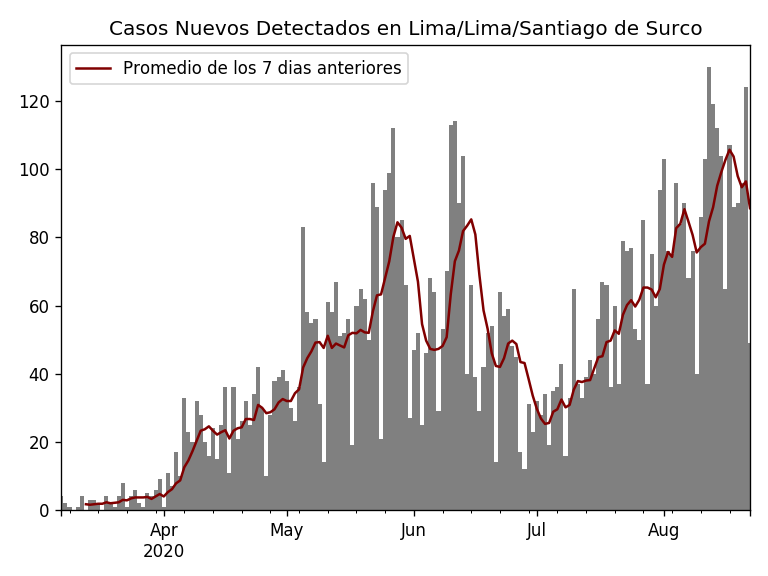 Casos Nuevos Detectados en Lima/Lima/Santiago de Surco
Promedio de los 7 dias anteriores
120
100
80
60
40
20
0
Apr
May
Jun
Jul
Aug
2020